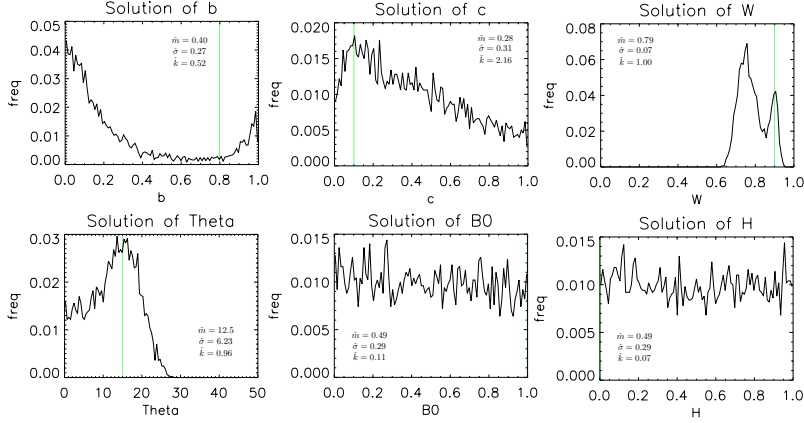 Solution of b
freq
0.05
0.04
0.03
0.02
0.01
0.00
m̄ = 0.40
σ̄ = 0.27
k̄ = 0.52
0.0 0.2 0.4 0.6 0.8 1.0
b
Solution of c
freq
0.020
0.015
0.010
0.005
0.000
m̄ = 0.28
σ̄ = 0.31
k̄ = 2.16
0.0 0.2 0.4 0.6 0.8 1.0
c
Solution of W
freq
0.08
0.06
0.04
0.02
0.00
m̄ = 0.79
σ̄ = 0.07
k̄ = 1.00
0.0 0.2 0.4 0.6 0.8 1.0
W
Solution of Theta
freq
0.03
0.02
0.01
0.00
m̄ = 12.5
σ̄ = 6.23
k̄ = 0.96
0 10 20 30 40 50
Theta
Solution of B0
freq
0.015
0.010
0.005
0.000
m̄ = 0.49
σ̄ = 0.29
k̄ = 0.11
0.0 0.2 0.4 0.6 0.8 1.0
B0
Solution of H
freq
0.015
0.010
0.005
0.000
m̄ = 0.49
σ̄ = 0.29
k̄ = 0.07
0.0 0.2 0.4 0.6 0.8 1.0
H